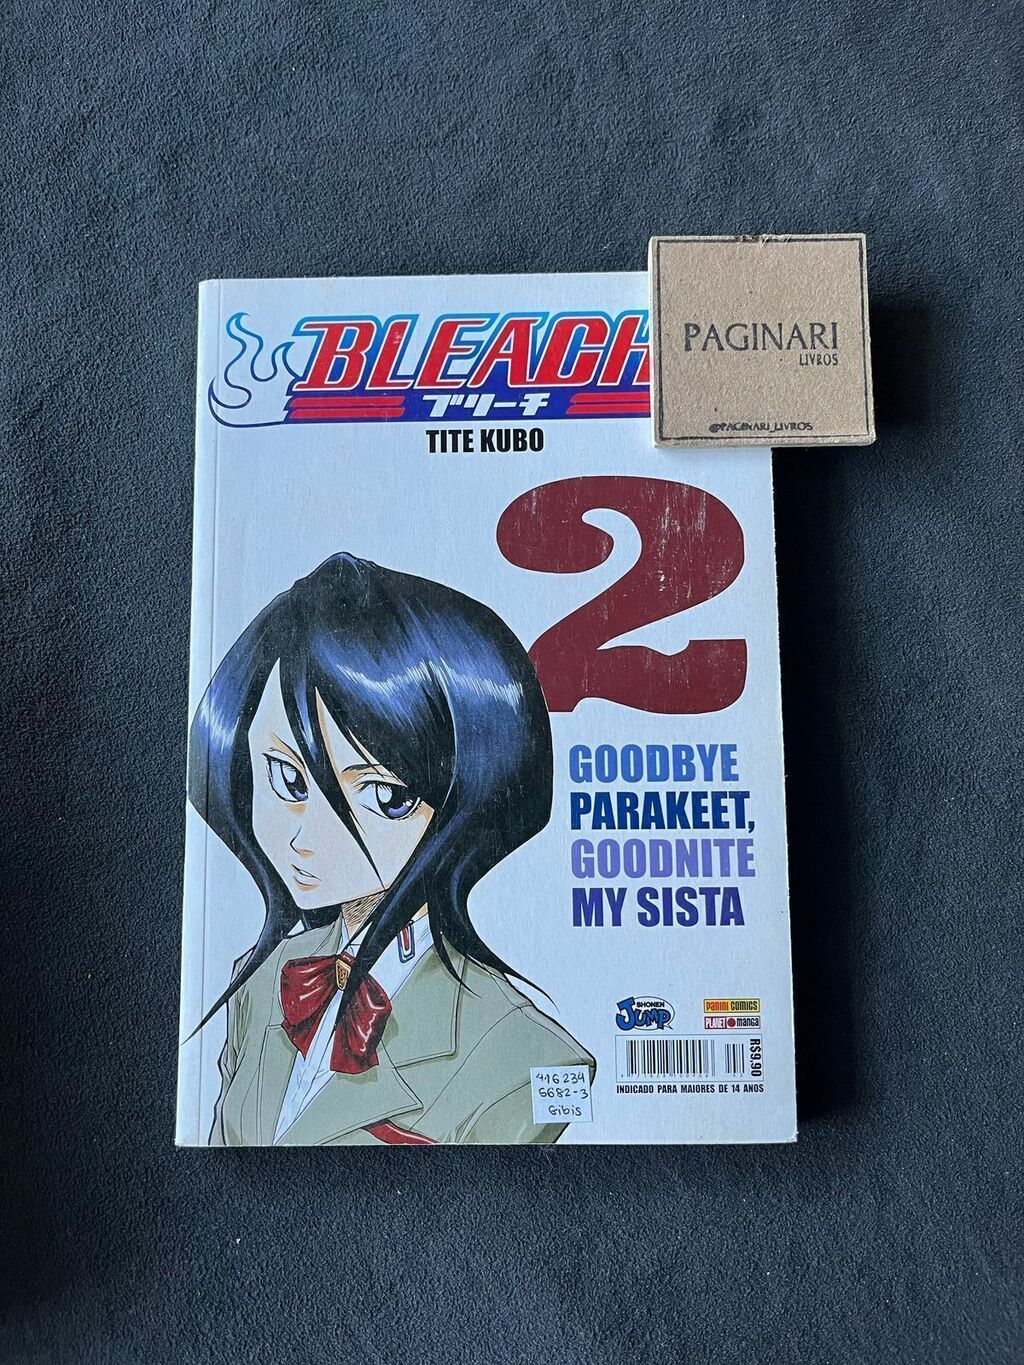 BLEACH
ブリーチ
TITE KUBO
PAGINARI
LIVROS
@PAGINARI_LIVROS
2
GOODBYE
PARAKEET,
GOODNITE
MY SISTA
SHONEN
JUMP
PANINI COMICS
PLANET manga
R$9,90
INDICADO PARA MAIORES DE 14 ANOS
416234
6682-3
Gibis